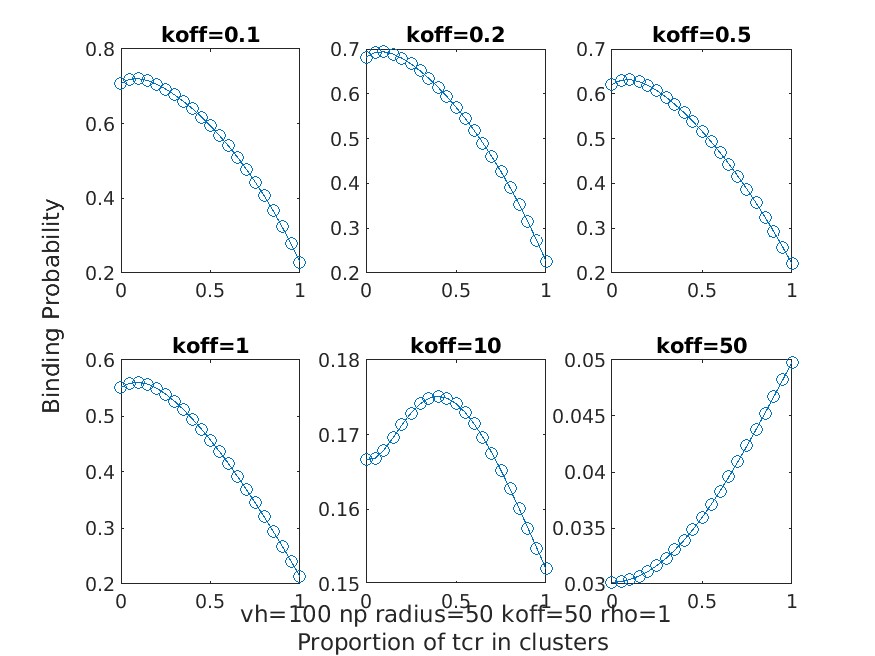 koff=0.1 koff=0.2 koff=0.5
0.8 0.7 0.7
0.6 0.6
0.6 0.5 0.5
0.4 0.4
0.4 0.3 0.3
0.2 0.2 0.2
0 0.5 1 0 0.5 1 0 0.5 1
Binding Probability
koff=1 koff=10 koff=50
0.6 0.18 0.05
0.5 0.17 0.045
0.4 0.04
0.3 0.16 0.035
0.2 0.15 0.03
0 0.5 1 0 0.5 1 0 0.5 1
vh=100 np radius=50 koff=50 rho=1
Proportion of tcr in clusters